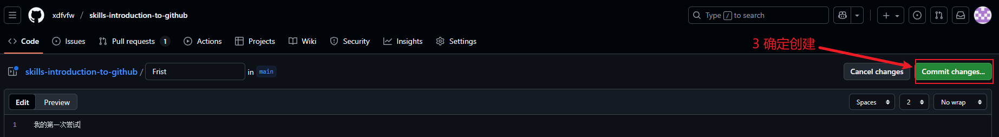 xdfvfw / skills-introduction-to-github Type / to search
Code Issues Pull requests 1 Actions Projects Wiki Security Insights Settings
3 确定创建
skills-introduction-to-github / Frist in main Cancel changes Commit changes...
Edit Preview Spaces 2 No wrap
1 我的第一次尝试